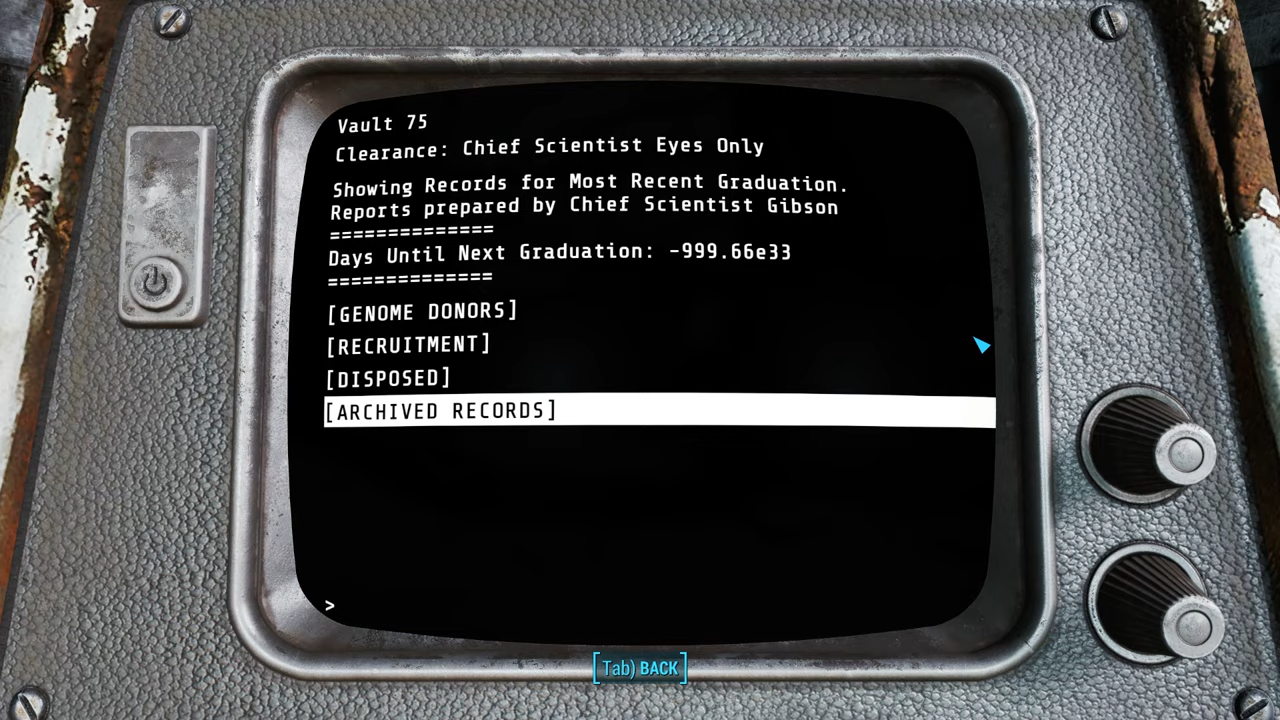 Vault 75
Clearance: Chief Scientist Eyes Only
Showing Records for Most Recent Graduation.
Reports prepared by Chief Scientist Gibson
==============
Days Until Next Graduation: -999.66e33
==============
[GENOME DONORS]
[RECRUITMENT]
[DISPOSED]
[ARCHIVED RECORDS]
>
[Tab) BACK]